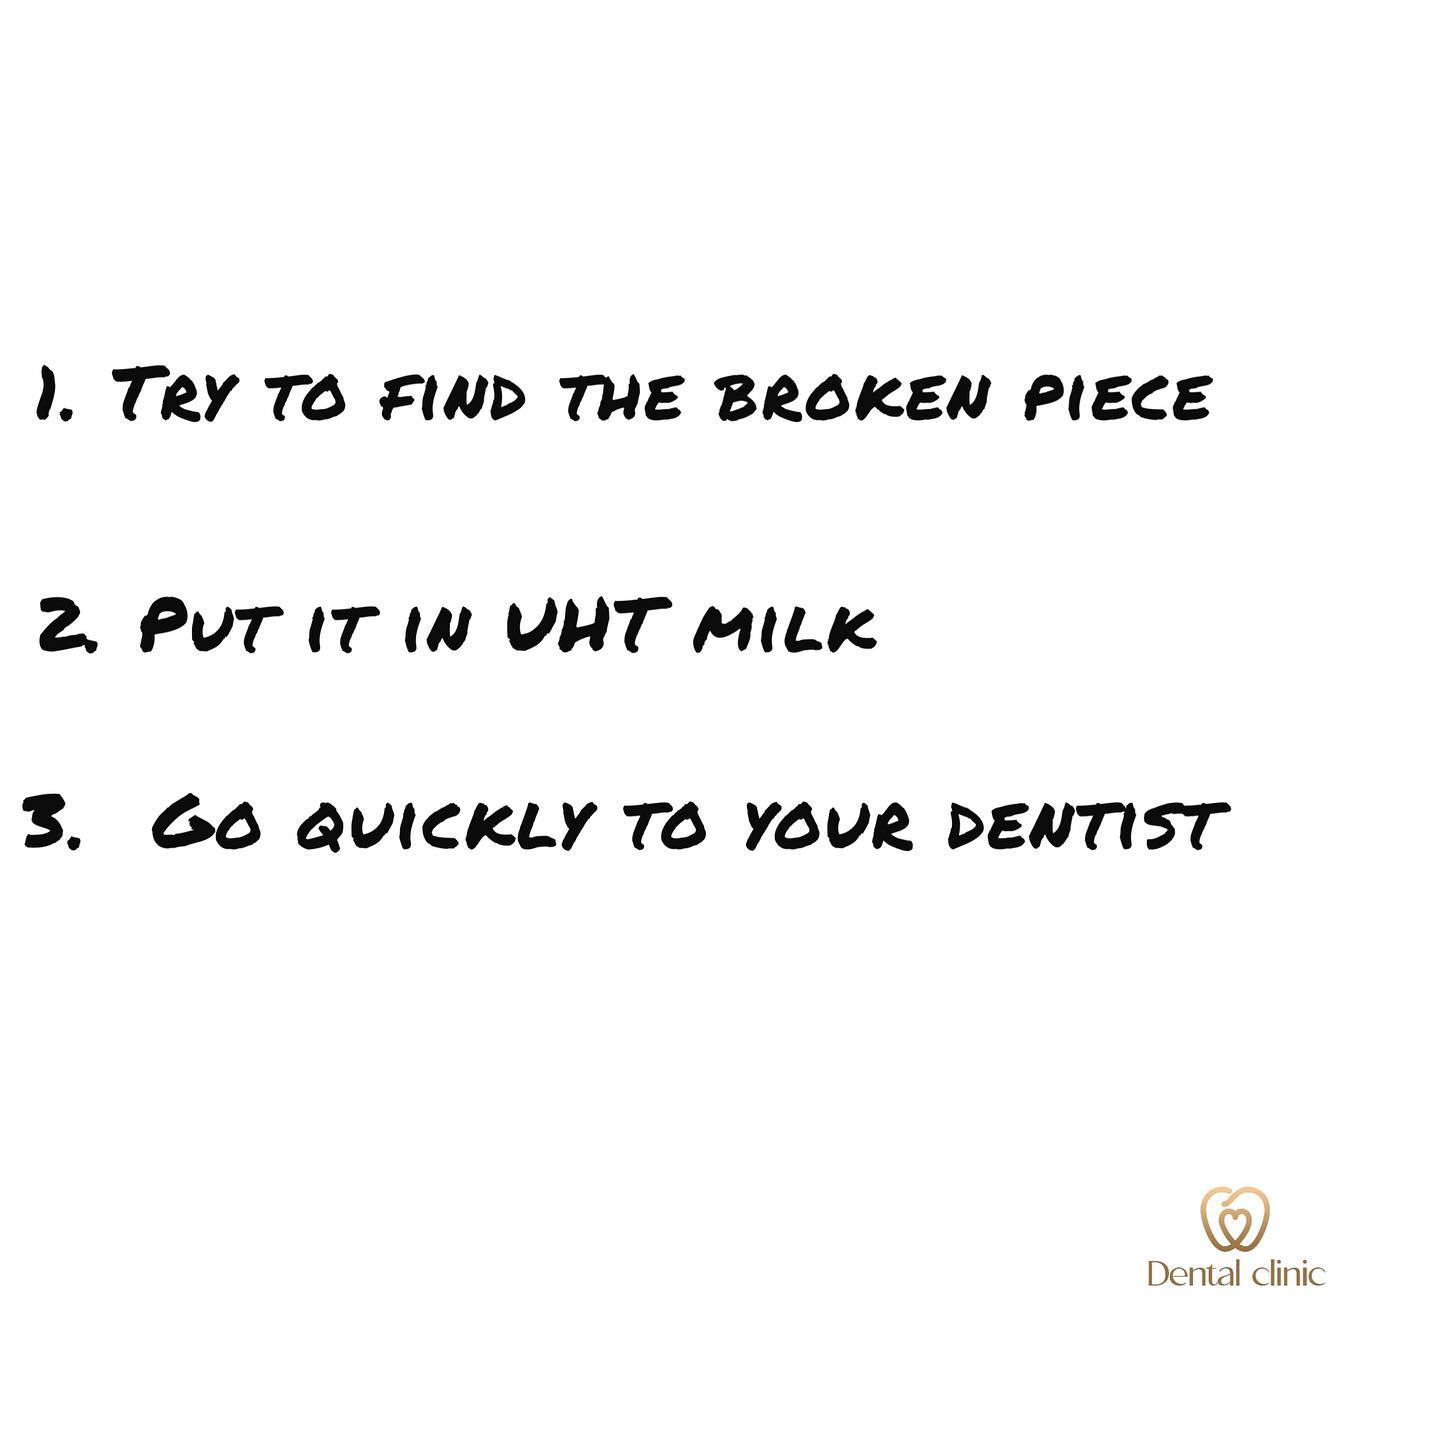 1. Try to find the broken piece
2. Put it in UHT milk
3. Go quickly to your dentist
Dental clinic